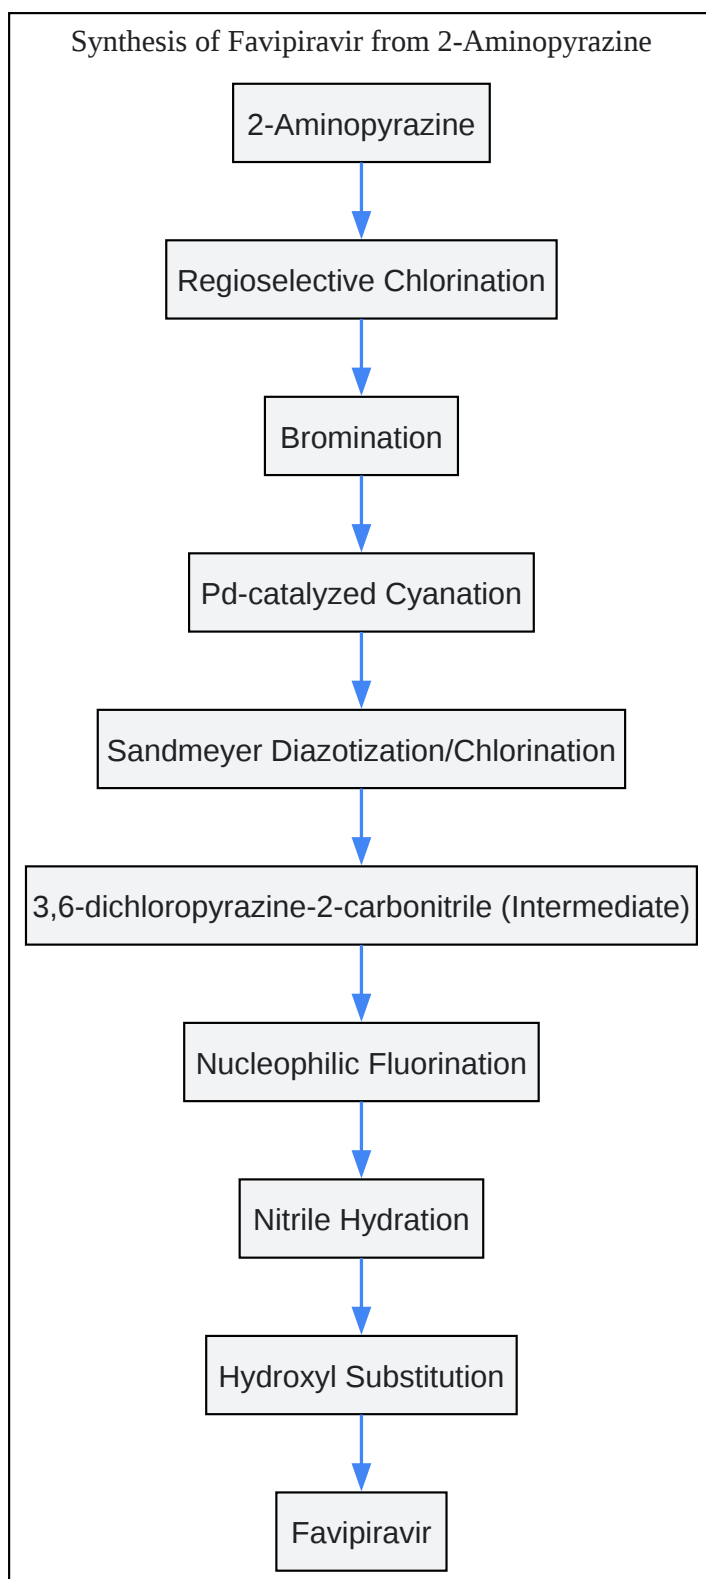 Synthesis of Favipiravir from 2-Aminopyrazine
2-Aminopyrazine
Regioselective Chlorination
Bromination
Pd-catalyzed Cyanation
Sandmeyer Diazotization/Chlorination
3,6-dichloropyrazine-2-carbonitrile (Intermediate)
Nucleophilic Fluorination
Nitrile Hydration
Hydroxyl Substitution
Favipiravir